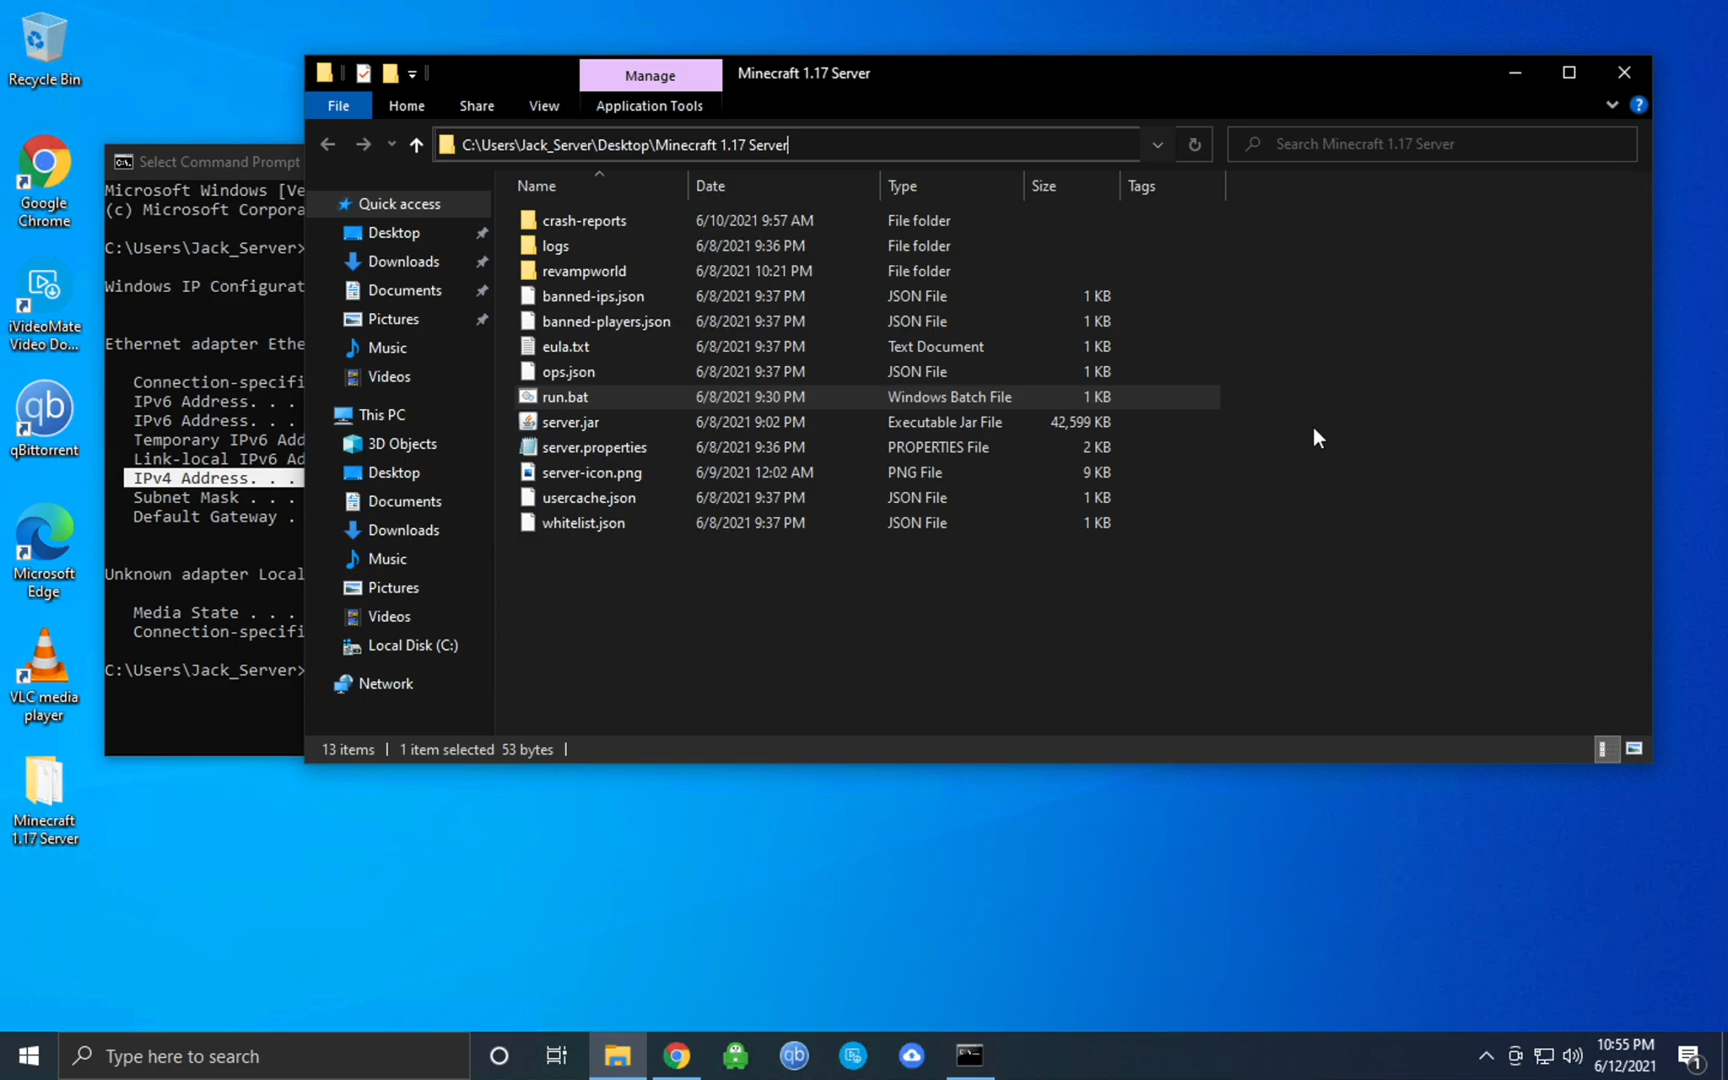 Recycle Bin
Google
Chrome
iVideoMate
Video Do...
qBittorrent
Microsoft
Edge
VLC media
player
Minecraft
1.17 Server
Select Command Prompt
Microsoft Windows [Ve
(c) Microsoft Corpora
C:\Users\Jack_Server>
Windows IP Configurat
Ethernet adapter Ethe
Connection-specifi
IPv6 Address. . . .
IPv6 Address. . . .
Temporary IPv6 Add
Link-local IPv6 Ad
IPv4 Address. . . .
Subnet Mask . . . .
Default Gateway .
Unknown adapter Local
Media State . . . .
Connection-specifi
C:\Users\Jack_Server>
Manage
Minecraft 1.17 Server
File
Home
Share
View
Application Tools
C:\Users\Jack_Server\Desktop\Minecraft 1.17 Server
Search Minecraft 1.17 Server
Quick access
Desktop
Downloads
Documents
Pictures
Music
Videos
This PC
3D Objects
Desktop
Documents
Downloads
Music
Pictures
Videos
Local Disk (C:)
Network
Name Date Type Size Tags
crash-reports 6/10/2021 9:57 AM File folder
logs 6/8/2021 9:36 PM File folder
revampworld 6/8/2021 10:21 PM File folder
banned-ips.json 6/8/2021 9:37 PM JSON File 1 KB
banned-players.json 6/8/2021 9:37 PM JSON File 1 KB
eula.txt 6/8/2021 9:37 PM Text Document 1 KB
ops.json 6/8/2021 9:37 PM JSON File 1 KB
run.bat 6/8/2021 9:30 PM Windows Batch File 1 KB
server.jar 6/8/2021 9:02 PM Executable Jar File 42,599 KB
server.properties 6/8/2021 9:36 PM PROPERTIES File 2 KB
server-icon.png 6/9/2021 12:02 AM PNG File 9 KB
usercache.json 6/8/2021 9:37 PM JSON File 1 KB
whitelist.json 6/8/2021 9:37 PM JSON File 1 KB
13 items 1 item selected 53 bytes
Type here to search
qb
10:55 PM
6/12/2021
1